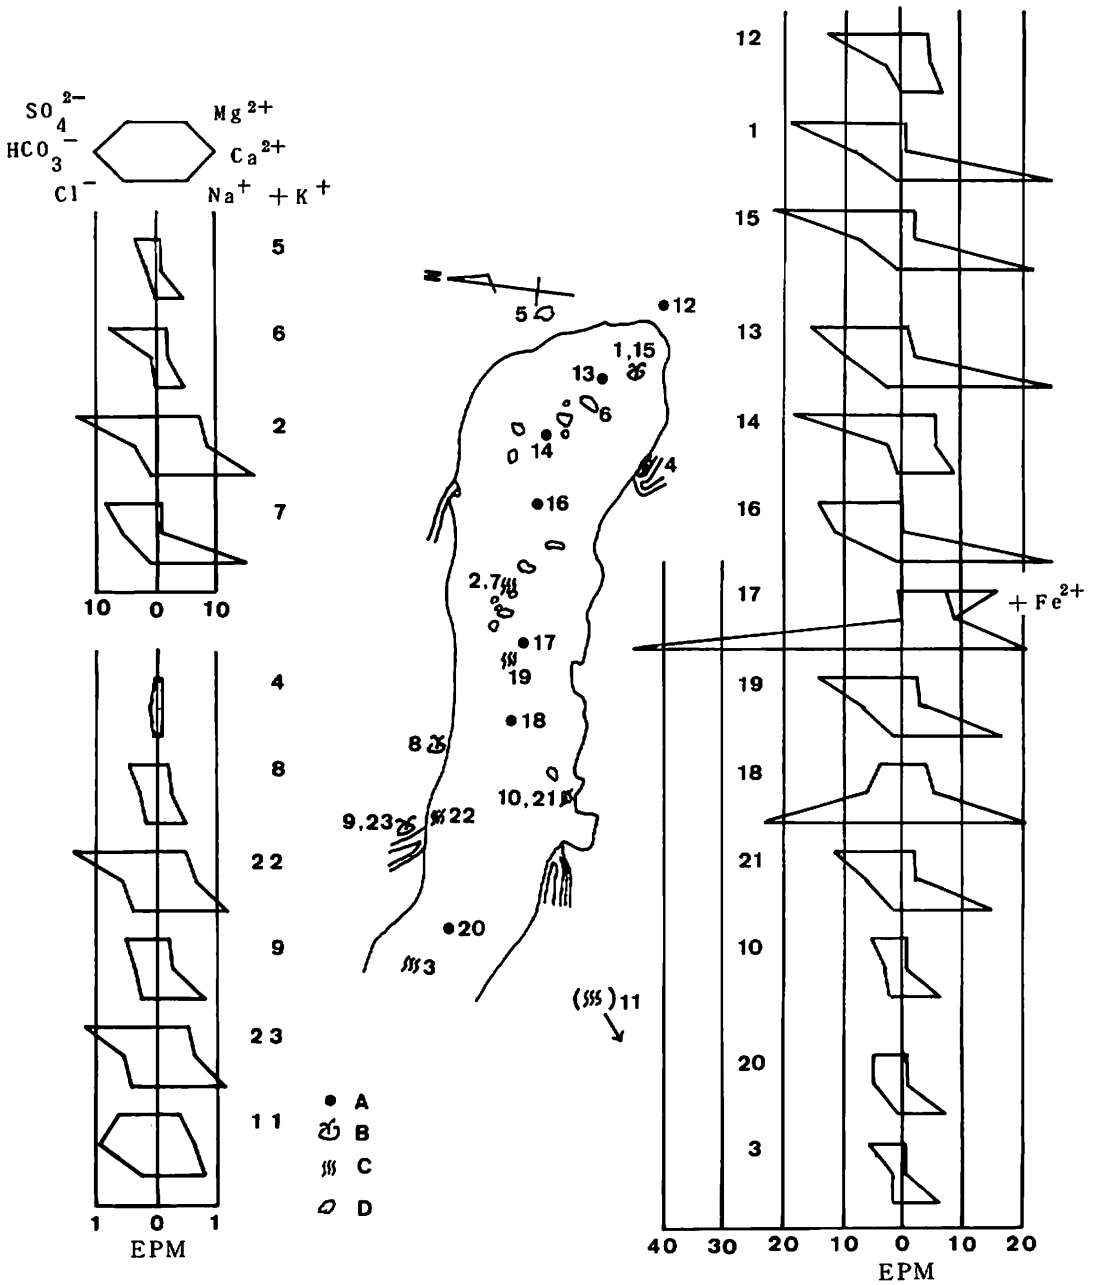 SO₄²⁻ Mg²⁺
HCO₃⁻ Ca²⁺
Cl⁻ Na⁺ + K⁺
5
6
2
7
10 0 10
4
8
22
9
23
11
1 0 1
EPM
N
5
12
1,15
13
6
14
4
16
2,7
17
19
18
8
10,21
9,23
22
20
3
(SSS) 11
A
B
C
D
12
1
15
13
14
16
17 + Fe²⁺
19
18
21
10
20
3
40 30 20 10 0 10 20
EPM